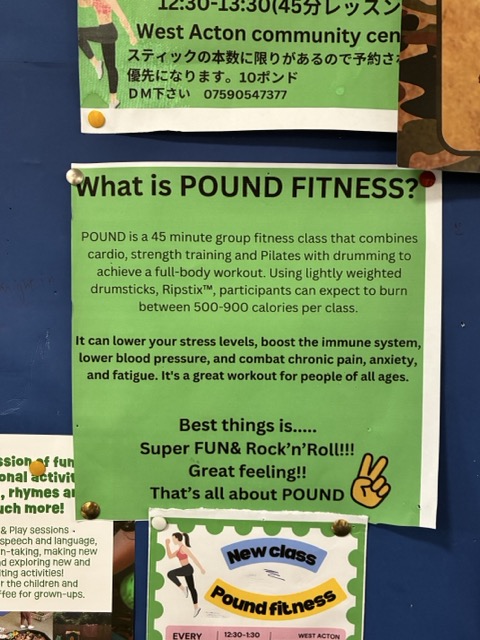 12:30-13:30(45分レッスン
West Acton community cen
スティックの本数に限りがあるので予約さ
優先になります。10ポンド
DM下さい 07590547377
What is POUND FITNESS?
POUND is a 45 minute group fitness class that combines
cardio, strength training and Pilates with drumming to
achieve a full-body workout. Using lightly weighted
drumsticks, Ripstix™, participants can expect to burn
between 500-900 calories per class.
It can lower your stress levels, boost the immune system,
lower blood pressure, and combat chronic pain, anxiety,
and fatigue. It's a great workout for people of all ages.
Best things is.....
Super FUN& Rock'n'Roll!!!
Great feeling!!
That's all about POUND
ssion of fun
onal activit
, rhymes an
uch more!
& Play sessions •
speech and language,
n-taking, making new
d exploring new and
iting activities!
r the children and
ffee for grown-ups.
New class
Pound fitness
EVERY
12:30-1:30
WEST ACTON